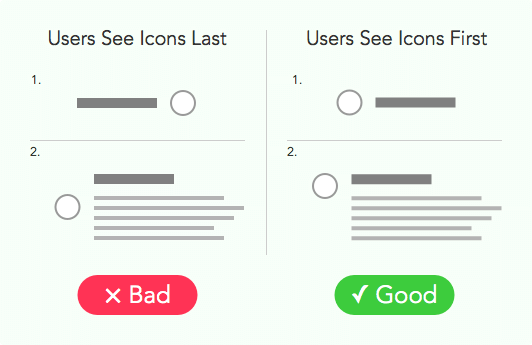 Users See Icons Last
1.
2.
✕ Bad
Users See Icons First
1.
2.
✓ Good